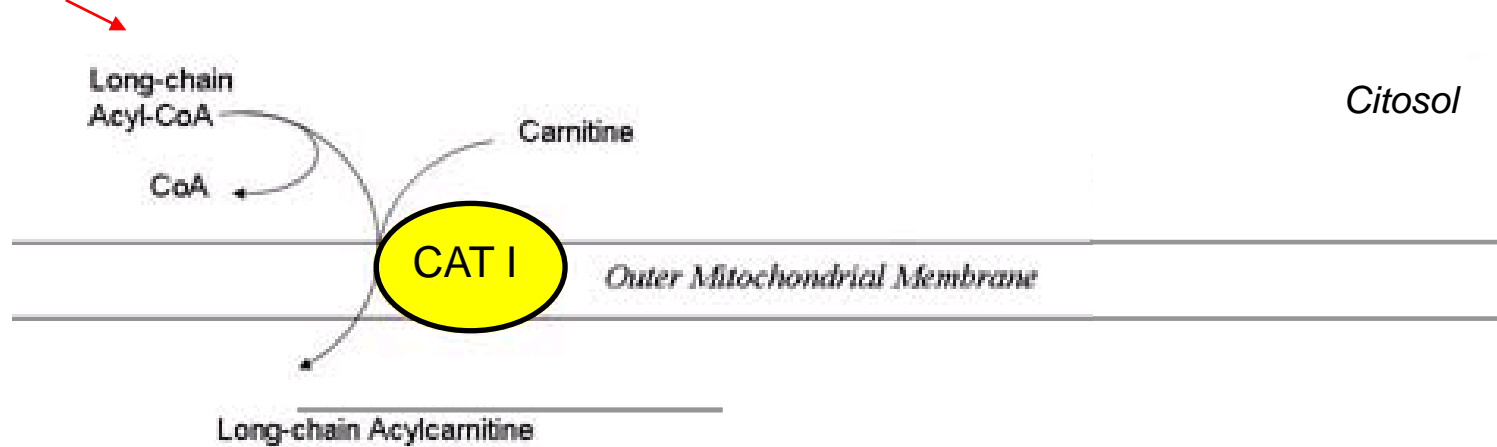 Long-chain
Acyl-CoA
Citosol
Carnitine
CoA
CAT I
Outer Mitochondrial Membrane
Long-chain Acylcarnitine